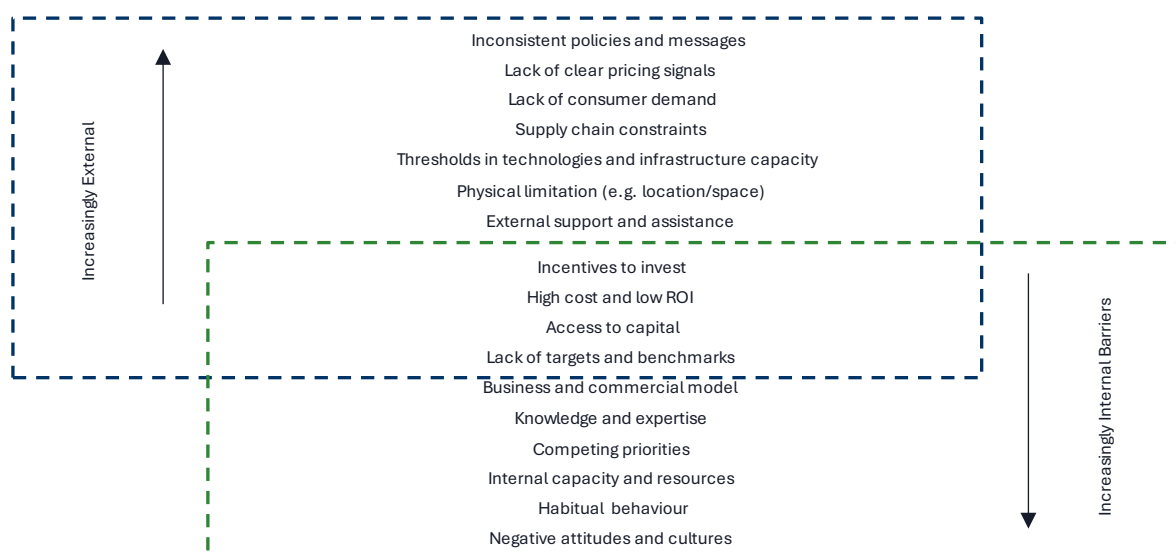 Inconsistent policies and messages
Lack of clear pricing signals
Lack of consumer demand
Supply chain constraints
Thresholds in technologies and infrastructure capacity
Physical limitation (e.g. location/space)
External support and assistance
Increasingly External
Incentives to invest
High cost and low ROI
Access to capital
Lack of targets and benchmarks
Business and commercial model
Knowledge and expertise
Competing priorities
Internal capacity and resources
Habitual behaviour
Negative attitudes and cultures
Increasingly Internal Barriers